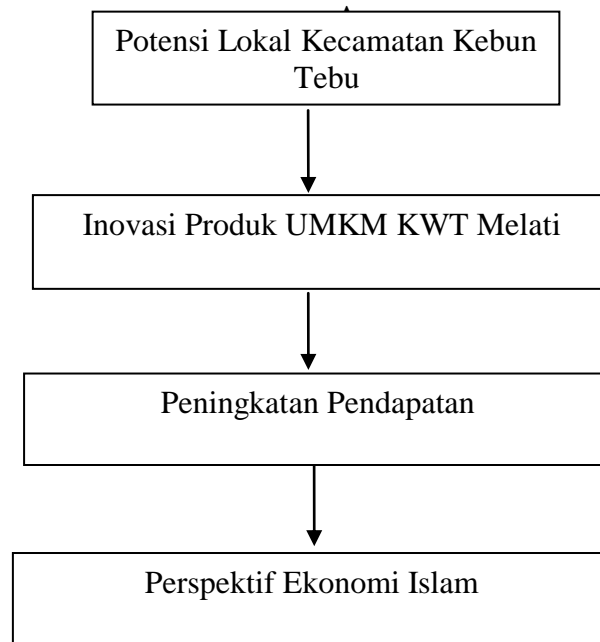 Potensi Lokal Kecamatan Kebun
Tebu
Inovasi Produk UMKM KWT Melati
Peningkatan Pendapatan
Perspektif Ekonomi Islam